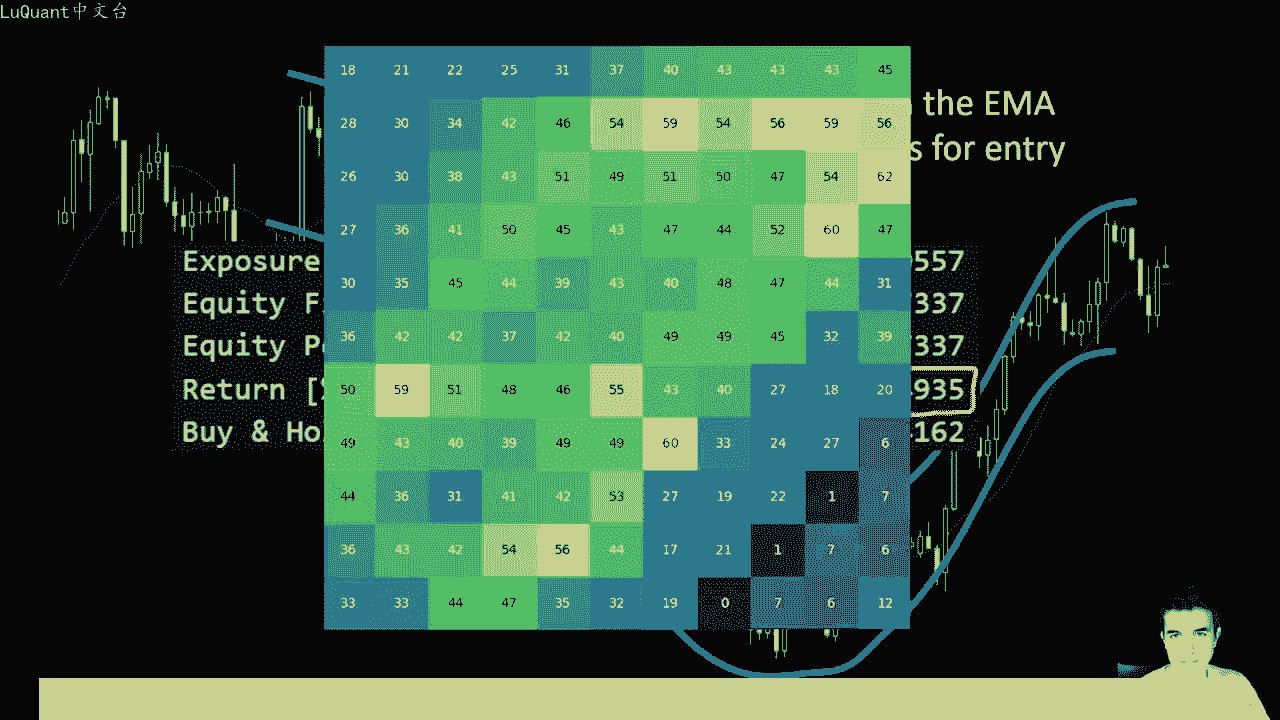 LuQuant中文台
18 21 22 25 31 37 40 43 43 43 45
the EMA
28 30 34 42 46 54 59 54 56 59 56
s for entry
26 30 38 43 51 49 51 50 47 54 62
27 36 41 50 45 43 47 44 52 60 47
Exposure 557
30 35 45 44 39 43 40 48 47 44 31
Equity F 337
36 42 42 37 42 40 49 49 45 32 39
Equity P 337
50 59 51 48 46 55 43 40 27 18 20
Return [ 935
Buy & Ho 162
49 43 40 39 49 49 60 33 24 27 6
44 36 31 41 42 53 27 19 22 1 7
36 43 42 54 56 44 17 21 1 7 6
33 33 44 47 35 32 19 0 7 6 12